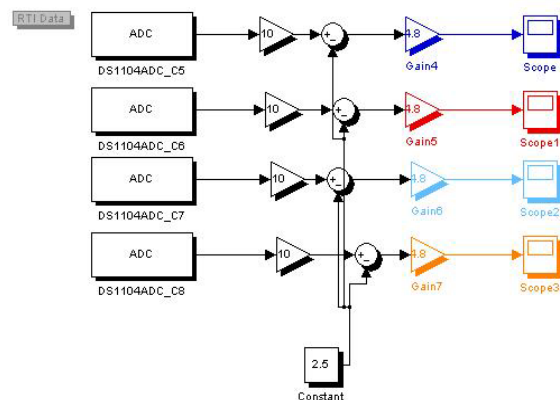 RTI Data
ADC
10
+
−
4.8
DS1104ADC_C5
Gain4
Scope
ADC
10
+
−
4.8
DS1104ADC_C6
Gain5
Scope1
ADC
10
+
−
4.8
DS1104ADC_C7
Gain6
Scope2
ADC
10
+
−
4.8
DS1104ADC_C8
Gain7
Scope3
2.5
Constant